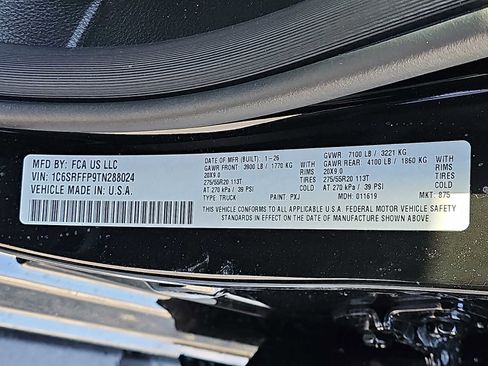 MFD BY: FCA US LLC
VIN: 1C6SRFFP9TN288024
VEHICLE MADE IN: U.S.A.
DATE OF MFR (BUILT) 1-26
GAWR FRONT: 3900 LB / 1770 KG
20X9.0 RIMS
275/55R20 113T TIRES
AT 270 kPa / 39 PSI
TYPE: TRUCK PAINT: PXJ
GVWR: 7100 LB / 3221 KG
GAWR REAR: 4100 LB / 1860 KG
20X9.0 RIMS
275/55R20 113T TIRES
AT 270 kPa / 39 PSI
MDH: 011619 MKT: 875
THIS VEHICLE CONFORMS TO ALL APPLICABLE FEDERAL MOTOR VEHICLE SAFETY
STANDARDS IN EFFECT ON THE DATE OF MANUFACTURE SHOWN ABOVE.